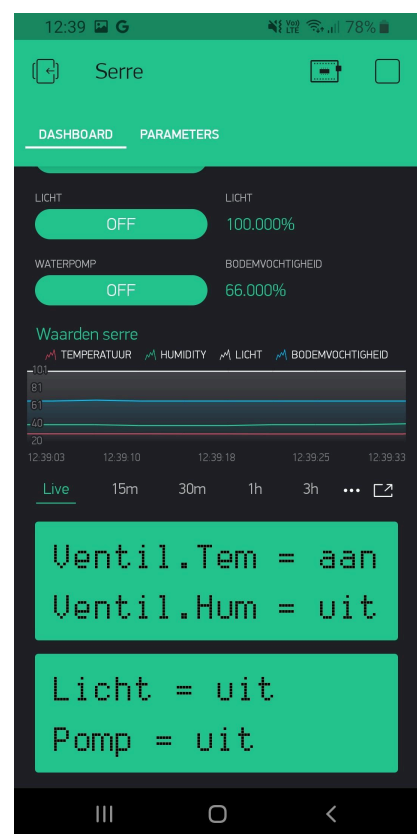 12:39 G Vo)) LTE 78%
Serre
DASHBOARD PARAMETERS
LICHT LICHT
OFF 100.000%
WATERPOMP BODEMVOCHTIGHEID
OFF 66.000%
Waarden serre
TEMPERATUUR HUMIDITY LICHT BODEMVOCHTIGHEID
101
81
61
40
20
12:39:03 12:39:10 12:39:18 12:39:25 12:39:33
Live 15m 30m 1h 3h
Ventil.Tem = aan
Ventil.Hum = uit
Licht = uit
Pomp = uit